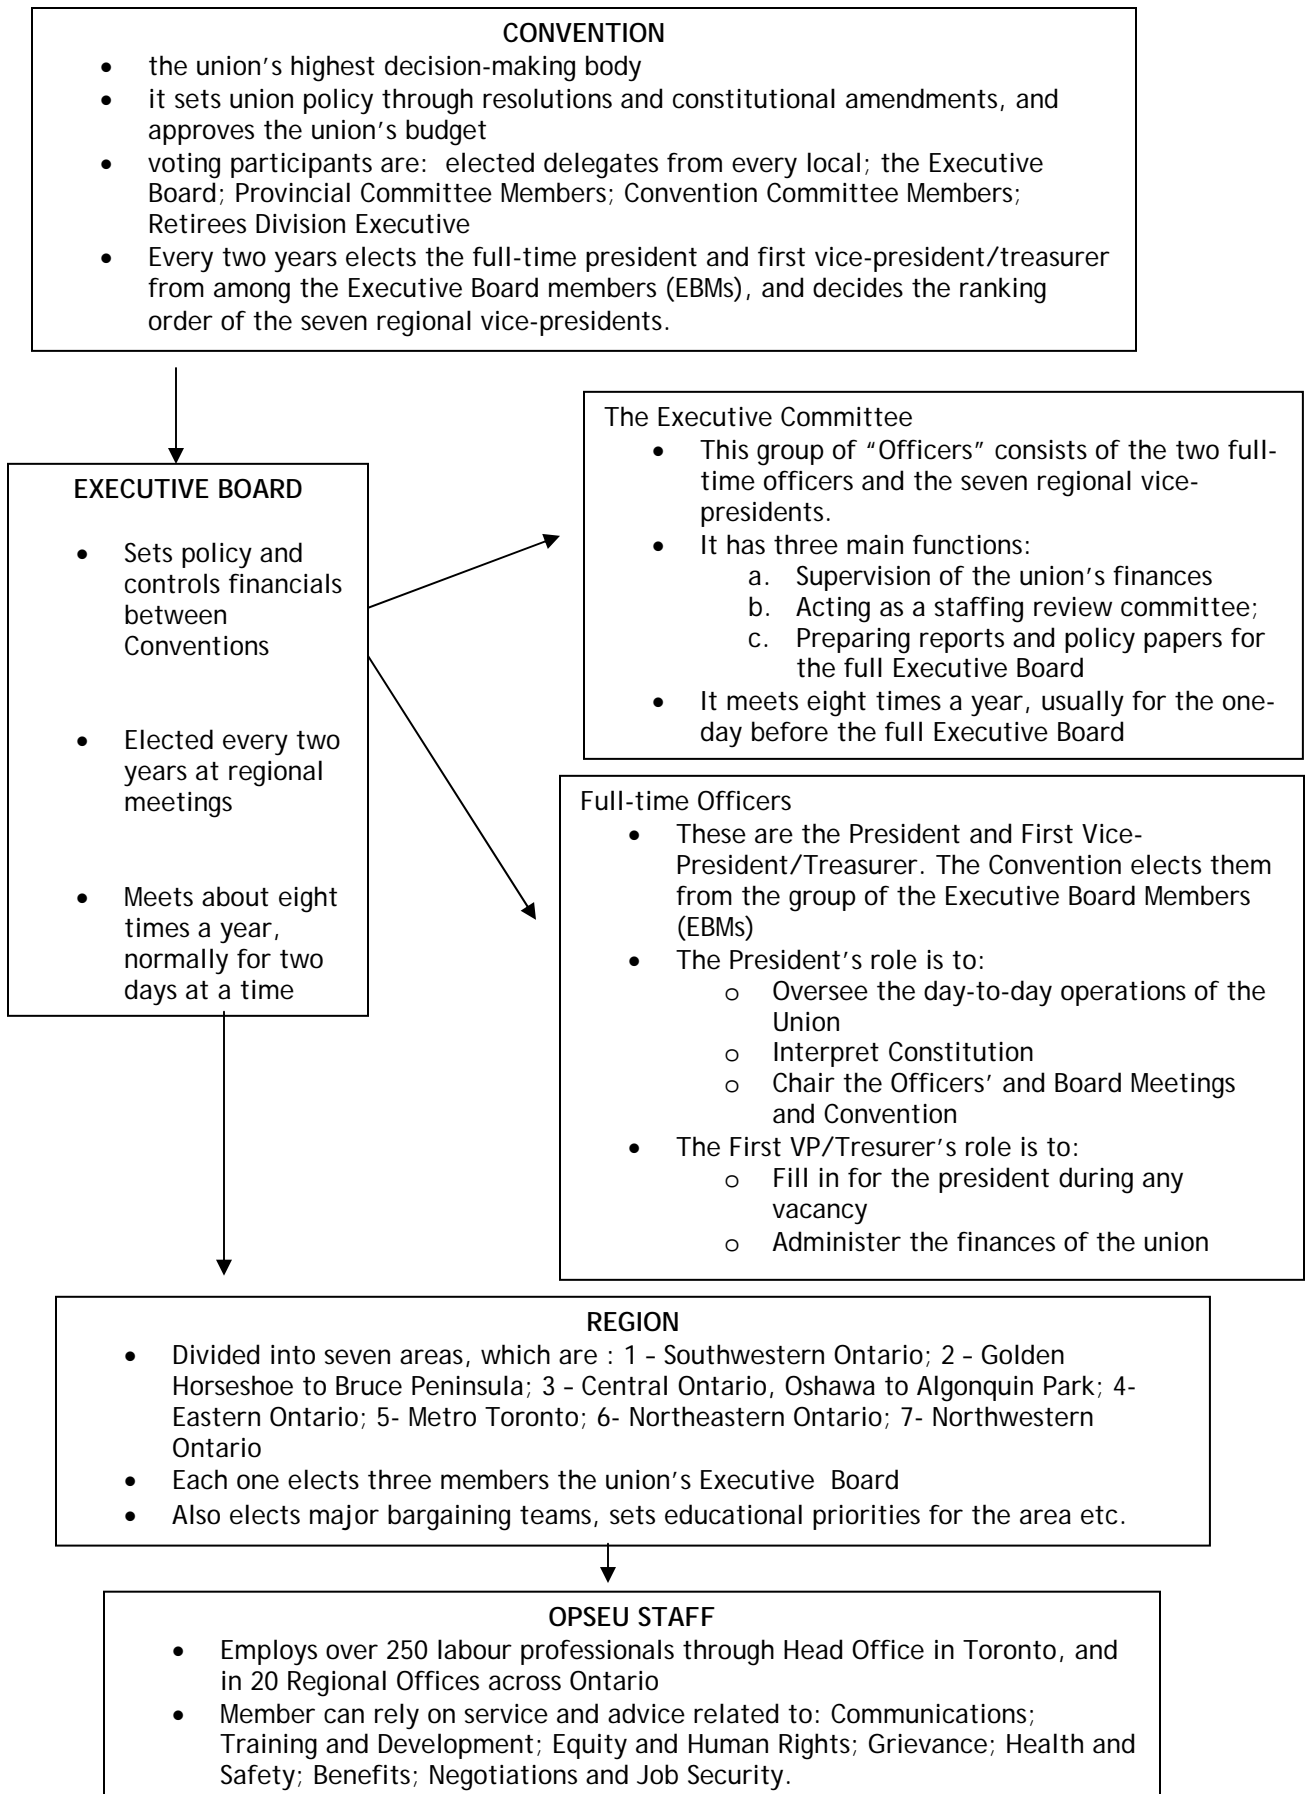 CONVENTION
• the union's highest decision-making body
• it sets union policy through resolutions and constitutional amendments, and
approves the union's budget
• voting participants are:  elected delegates from every local; the Executive
Board; Provincial Committee Members; Convention Committee Members;
Retirees Division Executive
• Every two years elects the full-time president and first vice-president/treasurer
from among the Executive Board members (EBMs), and decides the ranking
order of the seven regional vice-presidents.
EXECUTIVE BOARD
• Sets policy and
controls financials
between
Conventions
• Elected every two
years at regional
meetings
• Meets about eight
times a year,
normally for two
days at a time
The Executive Committee
• This group of "Officers" consists of the two full-
time officers and the seven regional vice-
presidents.
• It has three main functions:
a. Supervision of the union's finances
b. Acting as a staffing review committee;
c. Preparing reports and policy papers for
the full Executive Board
• It meets eight times a year, usually for the one-
day before the full Executive Board
Full-time Officers
• These are the President and First Vice-
President/Treasurer. The Convention elects them
from the group of the Executive Board Members
(EBMs)
• The President's role is to:
o Oversee the day-to-day operations of the
Union
o Interpret Constitution
o Chair the Officers' and Board Meetings
and Convention
• The First VP/Tresurer's role is to:
o Fill in for the president during any
vacancy
o Administer the finances of the union
REGION
• Divided into seven areas, which are : 1 – Southwestern Ontario; 2 – Golden
Horseshoe to Bruce Peninsula; 3 – Central Ontario, Oshawa to Algonquin Park; 4-
Eastern Ontario; 5- Metro Toronto; 6- Northeastern Ontario; 7- Northwestern
Ontario
• Each one elects three members the union's Executive  Board
• Also elects major bargaining teams, sets educational priorities for the area etc.
OPSEU STAFF
• Employs over 250 labour professionals through Head Office in Toronto, and
in 20 Regional Offices across Ontario
• Member can rely on service and advice related to: Communications;
Training and Development; Equity and Human Rights; Grievance; Health and
Safety; Benefits; Negotiations and Job Security.